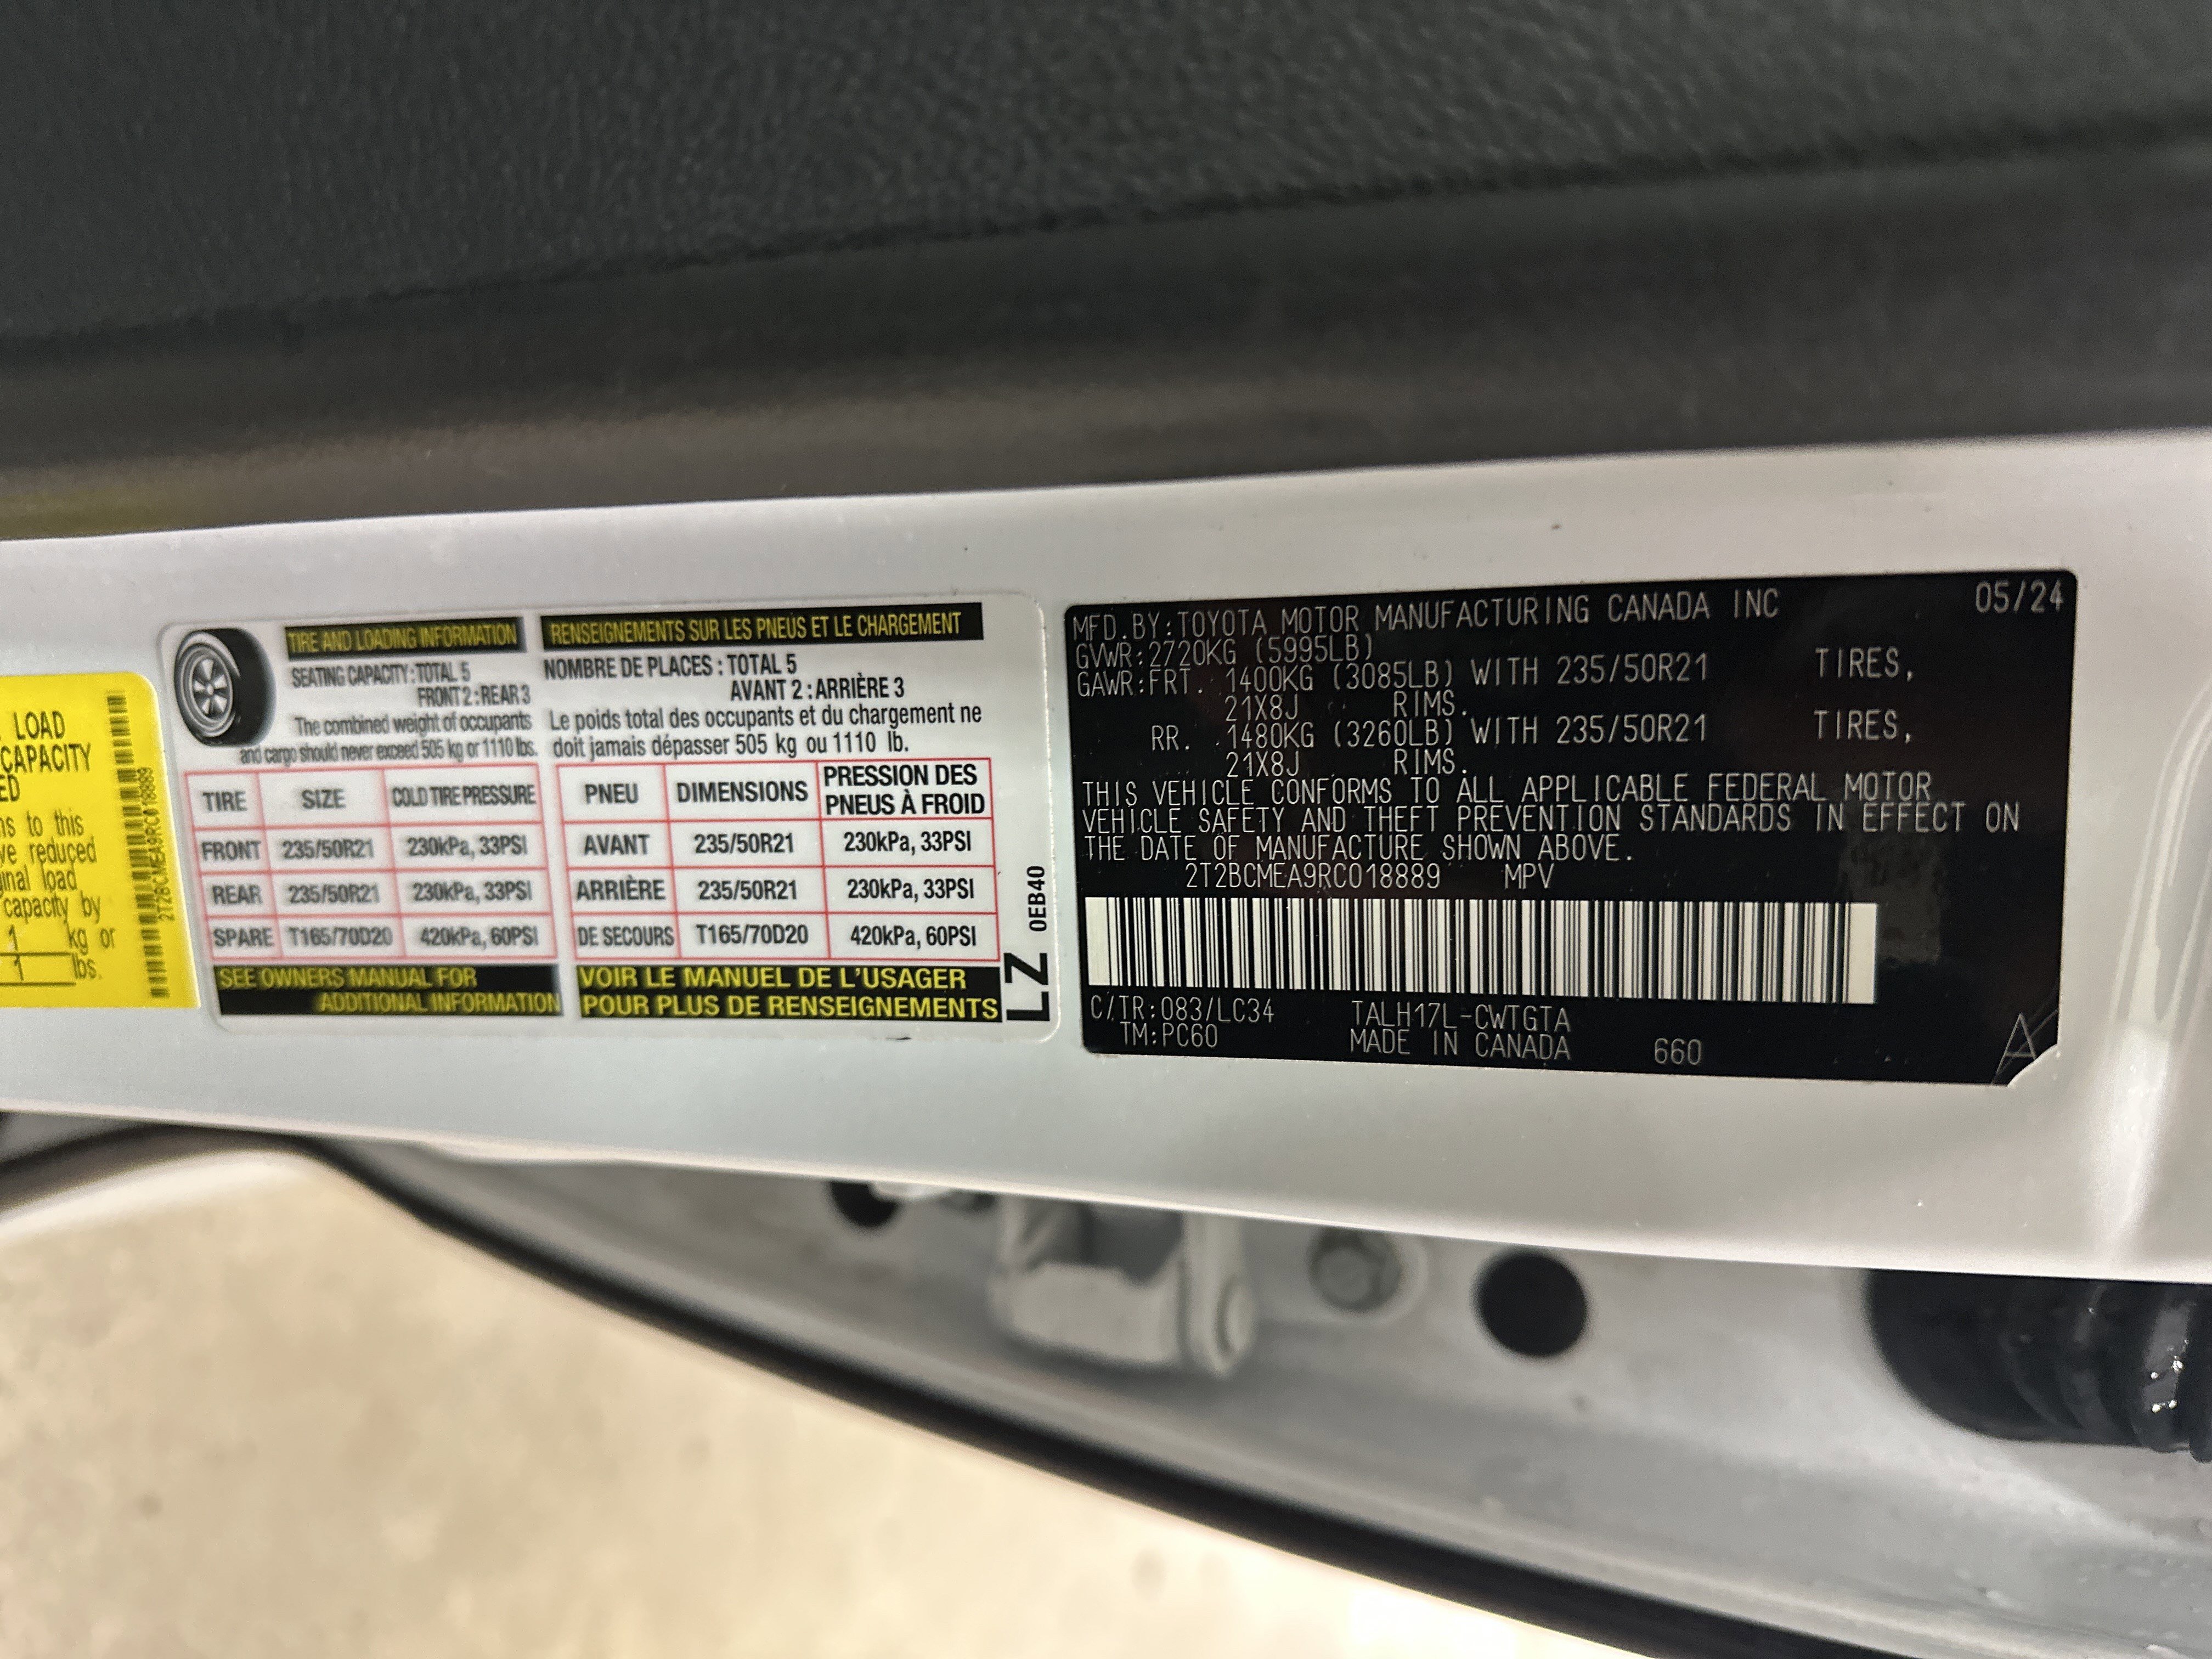 LOAD
CAPACITY
ED
ns to this
ve reduced
inal load
capacity by
1 kg or
1 lbs.
2T2BCMEA9RC018889
TIRE AND LOADING INFORMATION
SEATING CAPACITY : TOTAL 5
FRONT 2 : REAR 3
The combined weight of occupants
and cargo should never exceed 505 kg or 1110 lbs.
TIRE SIZE COLD TIRE PRESSURE
FRONT 235/50R21 230kPa, 33PSI
REAR 235/50R21 230kPa, 33PSI
SPARE T165/70D20 420kPa, 60PSI
SEE OWNERS MANUAL FOR
ADDITIONAL INFORMATION
RENSEIGNEMENTS SUR LES PNEUS ET LE CHARGEMENT
NOMBRE DE PLACES : TOTAL 5
AVANT 2 : ARRIÈRE 3
Le poids total des occupants et du chargement ne
doit jamais dépasser 505 kg ou 1110 lb.
PNEU DIMENSIONS PRESSION DES
PNEUS À FROID
AVANT 235/50R21 230kPa, 33PSI
ARRIÈRE 235/50R21 230kPa, 33PSI
DE SECOURS T165/70D20 420kPa, 60PSI
VOIR LE MANUEL DE L'USAGER
POUR PLUS DE RENSEIGNEMENTS
LZ 0EB40
MFD.BY:TOYOTA MOTOR MANUFACTURING CANADA INC 05/24
GVWR:2720KG (5995LB)
GAWR:FRT. 1400KG (3085LB) WITH 235/50R21 TIRES,
21X8J RIMS.
RR. 1480KG (3260LB) WITH 235/50R21 TIRES,
21X8J RIMS.
THIS VEHICLE CONFORMS TO ALL APPLICABLE FEDERAL MOTOR
VEHICLE SAFETY AND THEFT PREVENTION STANDARDS IN EFFECT ON
THE DATE OF MANUFACTURE SHOWN ABOVE.
2T2BCMEA9RC018889 MPV
C/TR:083/LC34 TALH17L-CWTGTA
TM:PC60 MADE IN CANADA 660
A